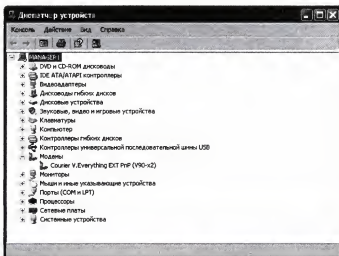 Диспетчер устройств
Консоль Действие Вид Справка
MANAGER1
DVD и CD-ROM дисководы
IDE ATA/ATAPI контроллеры
Видеоадаптеры
Дисководы гибких дисков
Дисковые устройства
Звуковые, видео и игровые устройства
Клавиатуры
Компьютер
Контроллеры гибких дисков
Контроллеры универсальной последовательной шины USB
Модемы
Courier V.Everything EXT PnP (V90-x2)
Мониторы
Мыши и иные указывающие устройства
Порты (COM и LPT)
Процессоры
Сетевые платы
Системные устройства